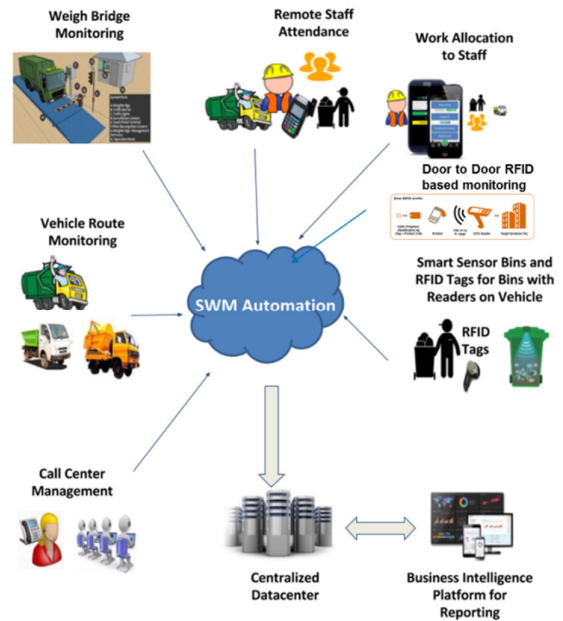 Weigh Bridge
Monitoring
Remote Staff
Attendance
Work Allocation
to Staff
Door to Door RFID
based monitoring
Vehicle Route
Monitoring
Smart Sensor Bins and
RFID Tags for Bins with
Readers on Vehicle
SWM Automation
RFID
Tags
Call Center
Management
Centralized
Datacenter
Business Intelligence
Platform for
Reporting